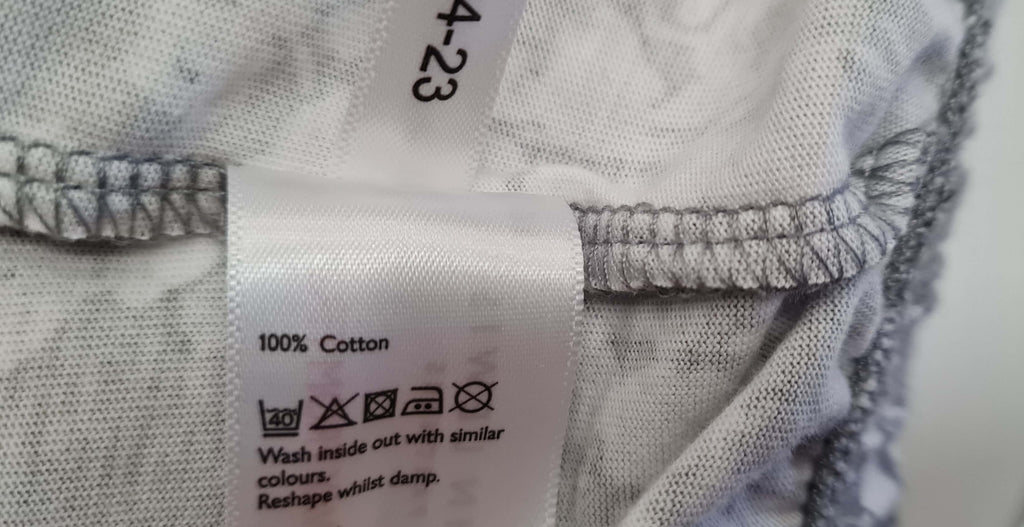 4-23
100% Cotton
40
Wash inside out with similar
colours.
Reshape whilst damp.